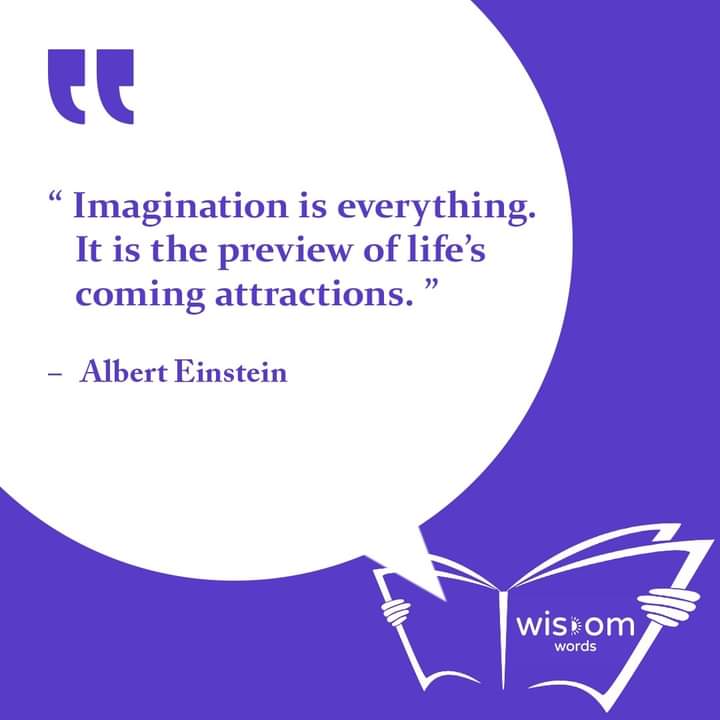 “ Imagination is everything.
It is the preview of life’s
coming attractions. ”
– Albert Einstein
wisdom
words